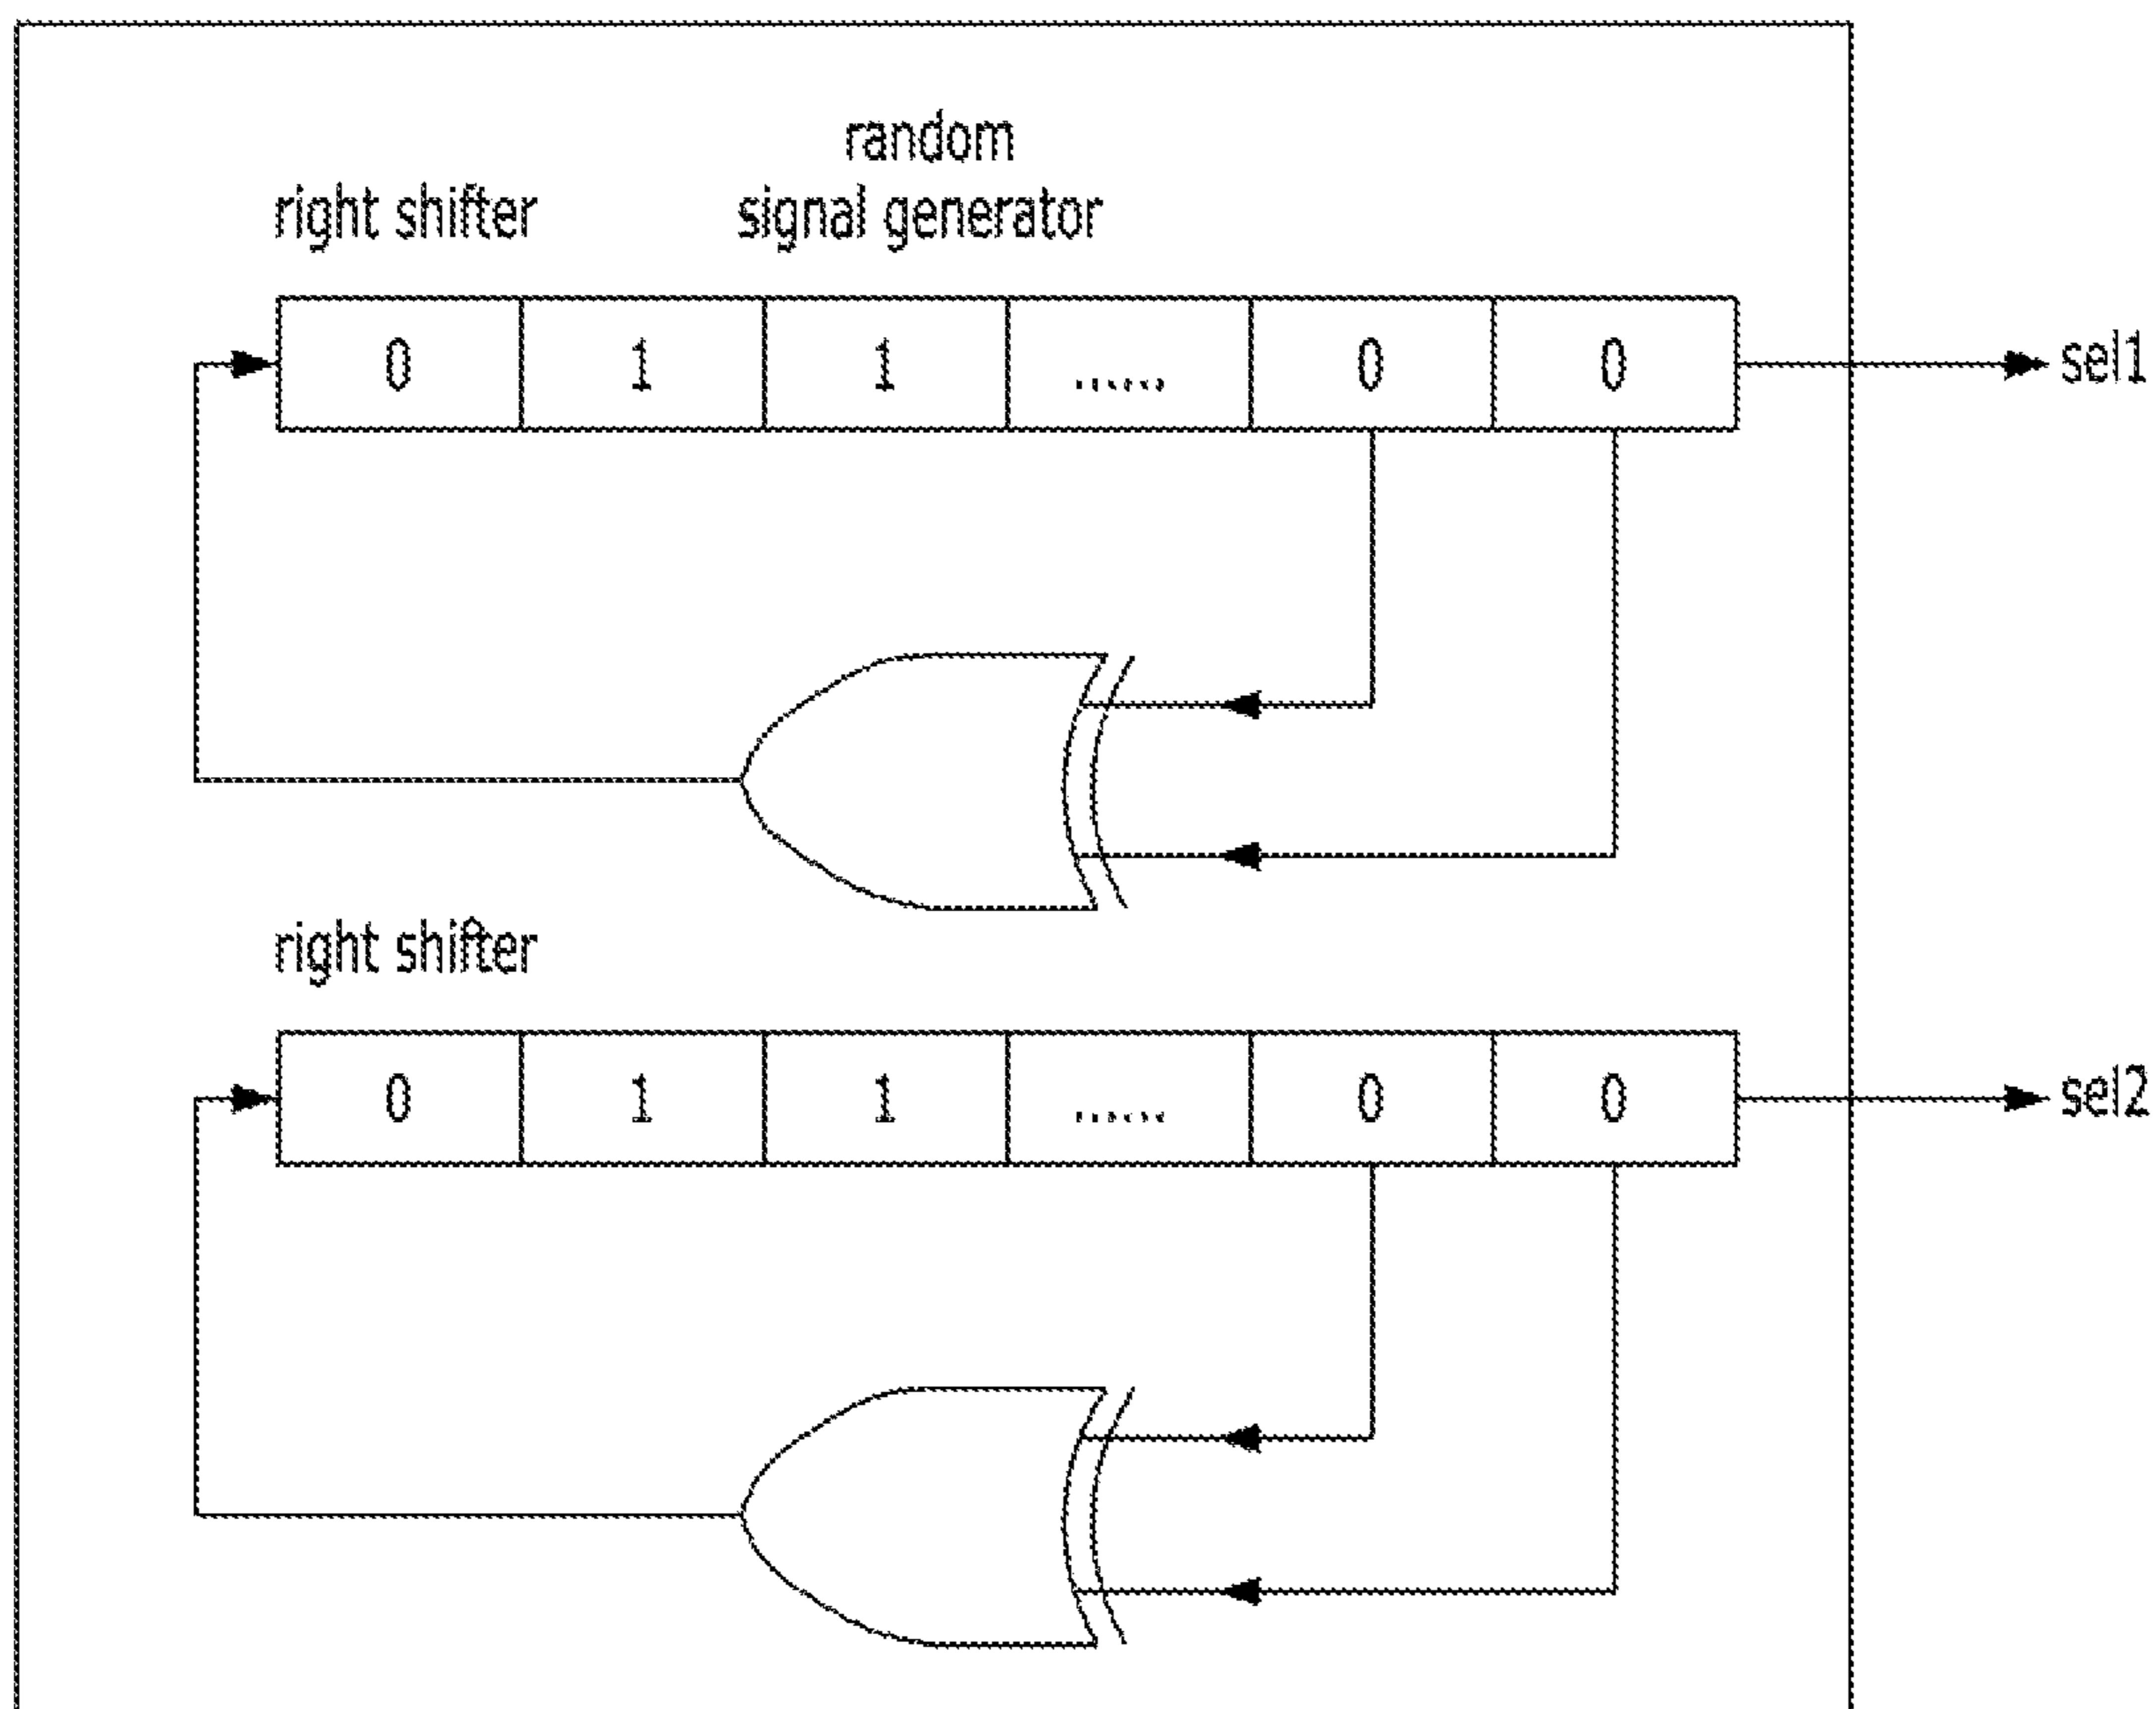 random
right shifter signal generator
0 1 1 ...... 0 0 sel1
right shifter
0 1 1 ...... 0 0 sel2